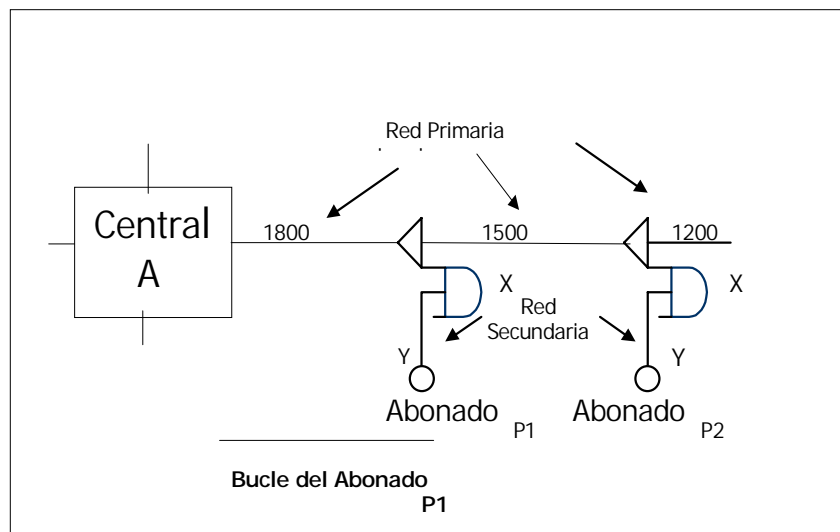 Red Primaria
Central
A
1800
1500
1200
X
X
Red
Secundaria
Y
Y
Abonado
P1
Abonado
P2
Bucle del Abonado
P1